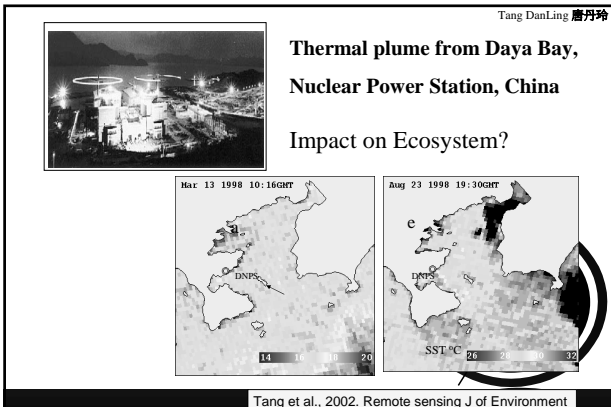 Tang DanLing 唐丹玲
Thermal plume from Daya Bay,
Nuclear Power Station, China
Impact on Ecosystem?
Mar 13 1998 10:16GMT
a
DNPS
14 16 18 20
Aug 23 1998 19:30GMT
e
DNPS
SST ºC
26 28 30 32
Tang et al., 2002. Remote sensing J of Environment